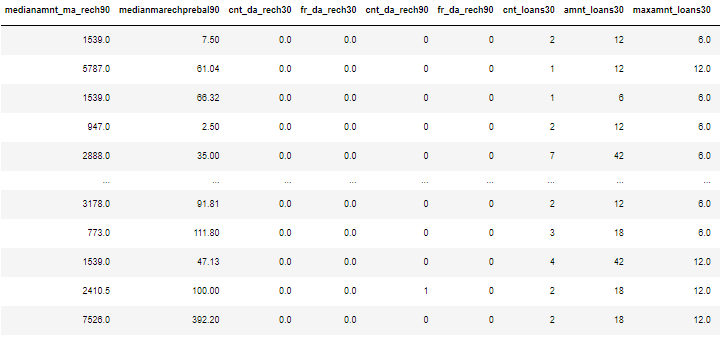 medianamnt_ma_rech90 medianmarechprebal90 cnt_da_rech30 fr_da_rech30 cnt_da_rech90 fr_da_rech90 cnt_loans30 amnt_loans30 maxamnt_loans30
1539.0 7.50 0.0 0.0 0 0 2 12 6.0
5787.0 61.04 0.0 0.0 0 0 1 12 12.0
1539.0 66.32 0.0 0.0 0 0 1 6 6.0
947.0 2.50 0.0 0.0 0 0 2 12 6.0
2888.0 35.00 0.0 0.0 0 0 7 42 6.0
... ... ... ... ... ... ... ... ...
3178.0 91.81 0.0 0.0 0 0 2 12 6.0
773.0 111.80 0.0 0.0 0 0 3 18 6.0
1539.0 47.13 0.0 0.0 0 0 4 42 12.0
2410.5 100.00 0.0 0.0 1 0 2 18 12.0
7526.0 392.20 0.0 0.0 0 0 2 18 12.0